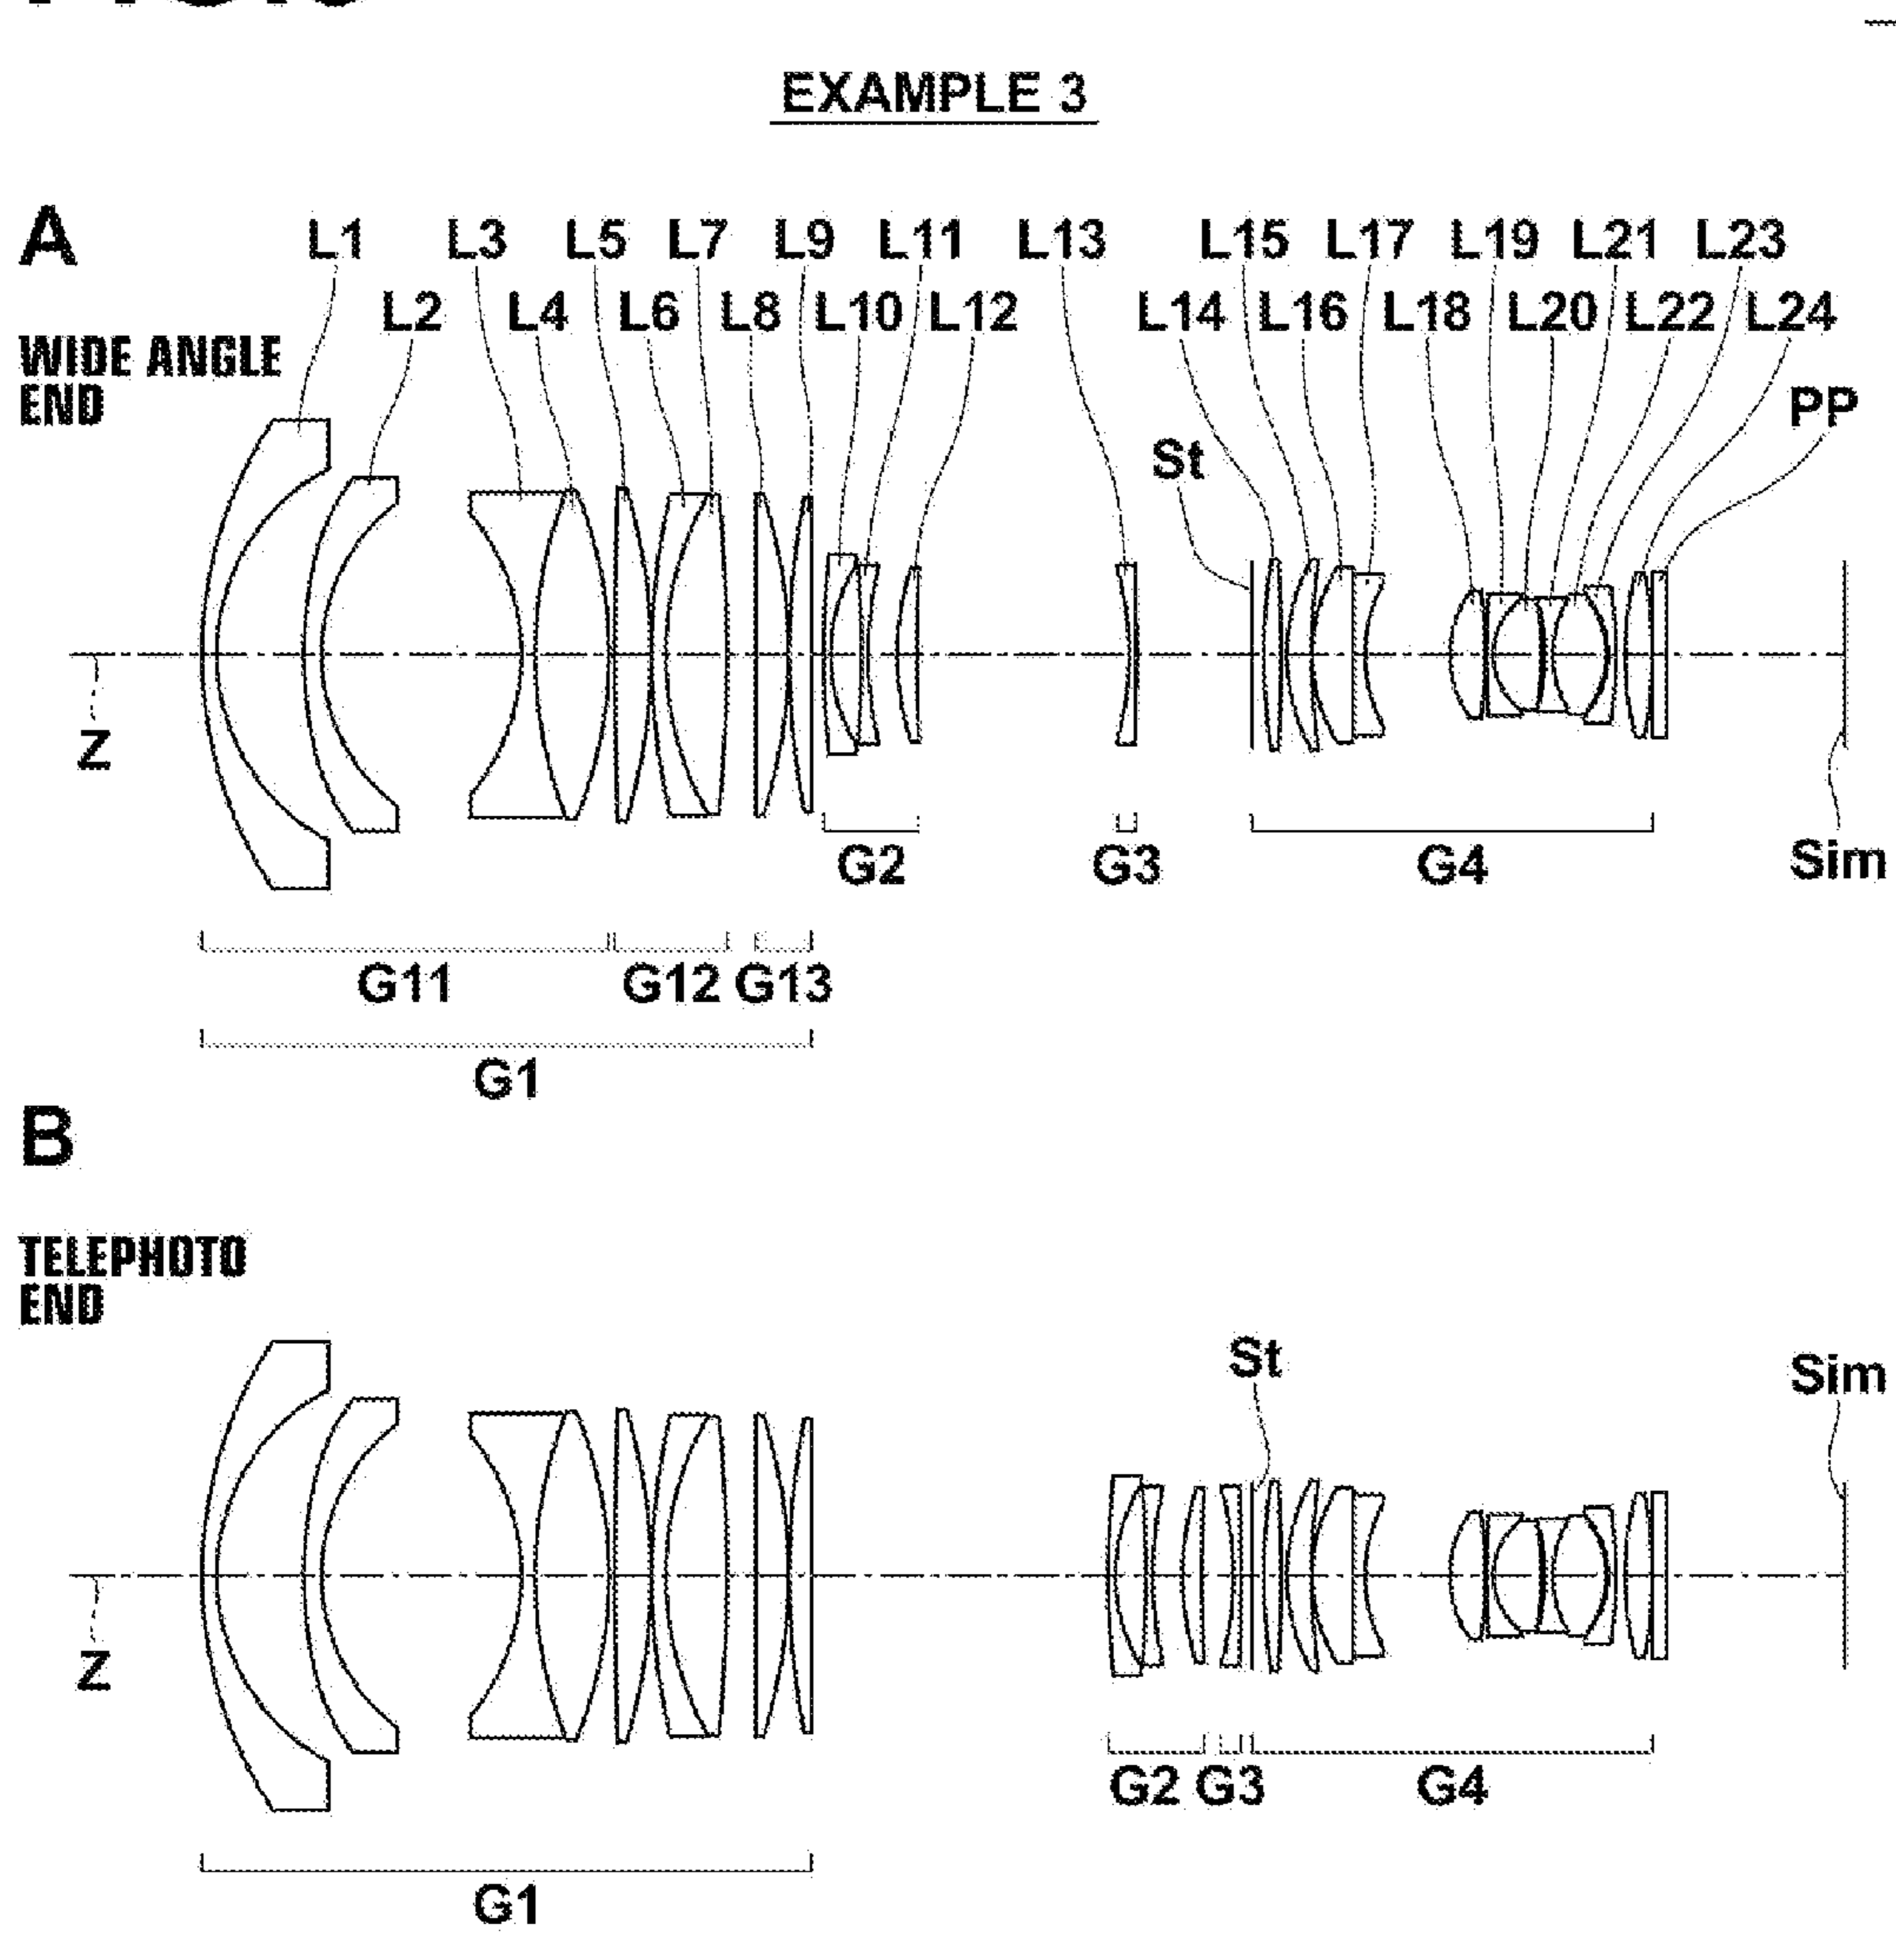 EXAMPLE 3
A
L1 L3 L5 L7 L9 L11 L13 L15 L17 L19 L21 L23
L2 L4 L6 L8 L10 L12 L14 L16 L18 L20 L22 L24
WIDE ANGLE
END
PP
St
Z
G2 G3 G4 Sim
G11 G12 G13
G1
B
TELEPHOTO
END
St
Sim
Z
G2 G3 G4
G1